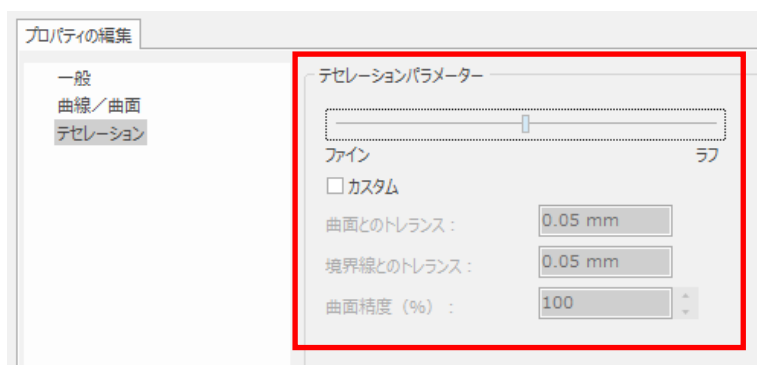 プロパティの編集
一般
曲線／曲面
テセレーション
テセレーションパラメーター
ファイン ラフ
カスタム
曲面とのトレランス： 0.05 mm
境界線とのトレランス： 0.05 mm
曲面精度（%）： 100